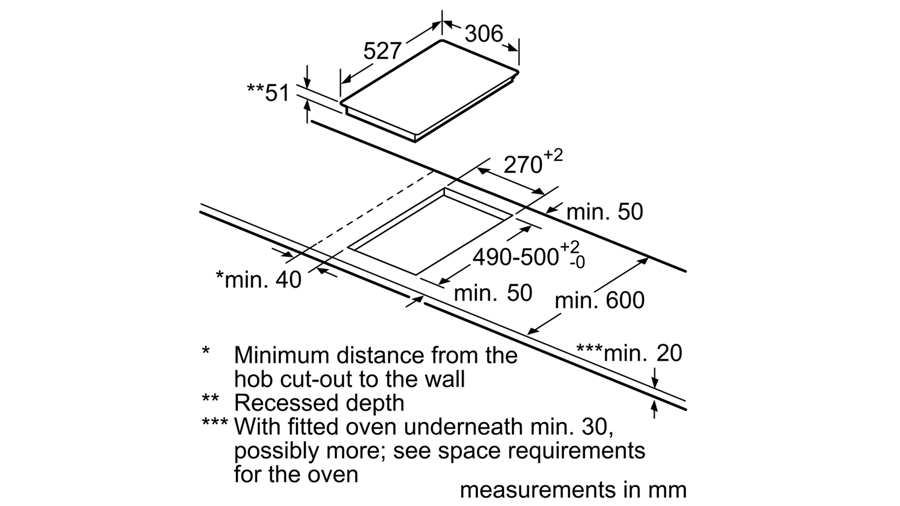 306
527
**51
270+2
min. 50
490-500+2-0
*min. 40
min. 50
min. 600
***min. 20
* Minimum distance from the
hob cut-out to the wall
** Recessed depth
*** With fitted oven underneath min. 30,
possibly more; see space requirements
for the oven
measurements in mm